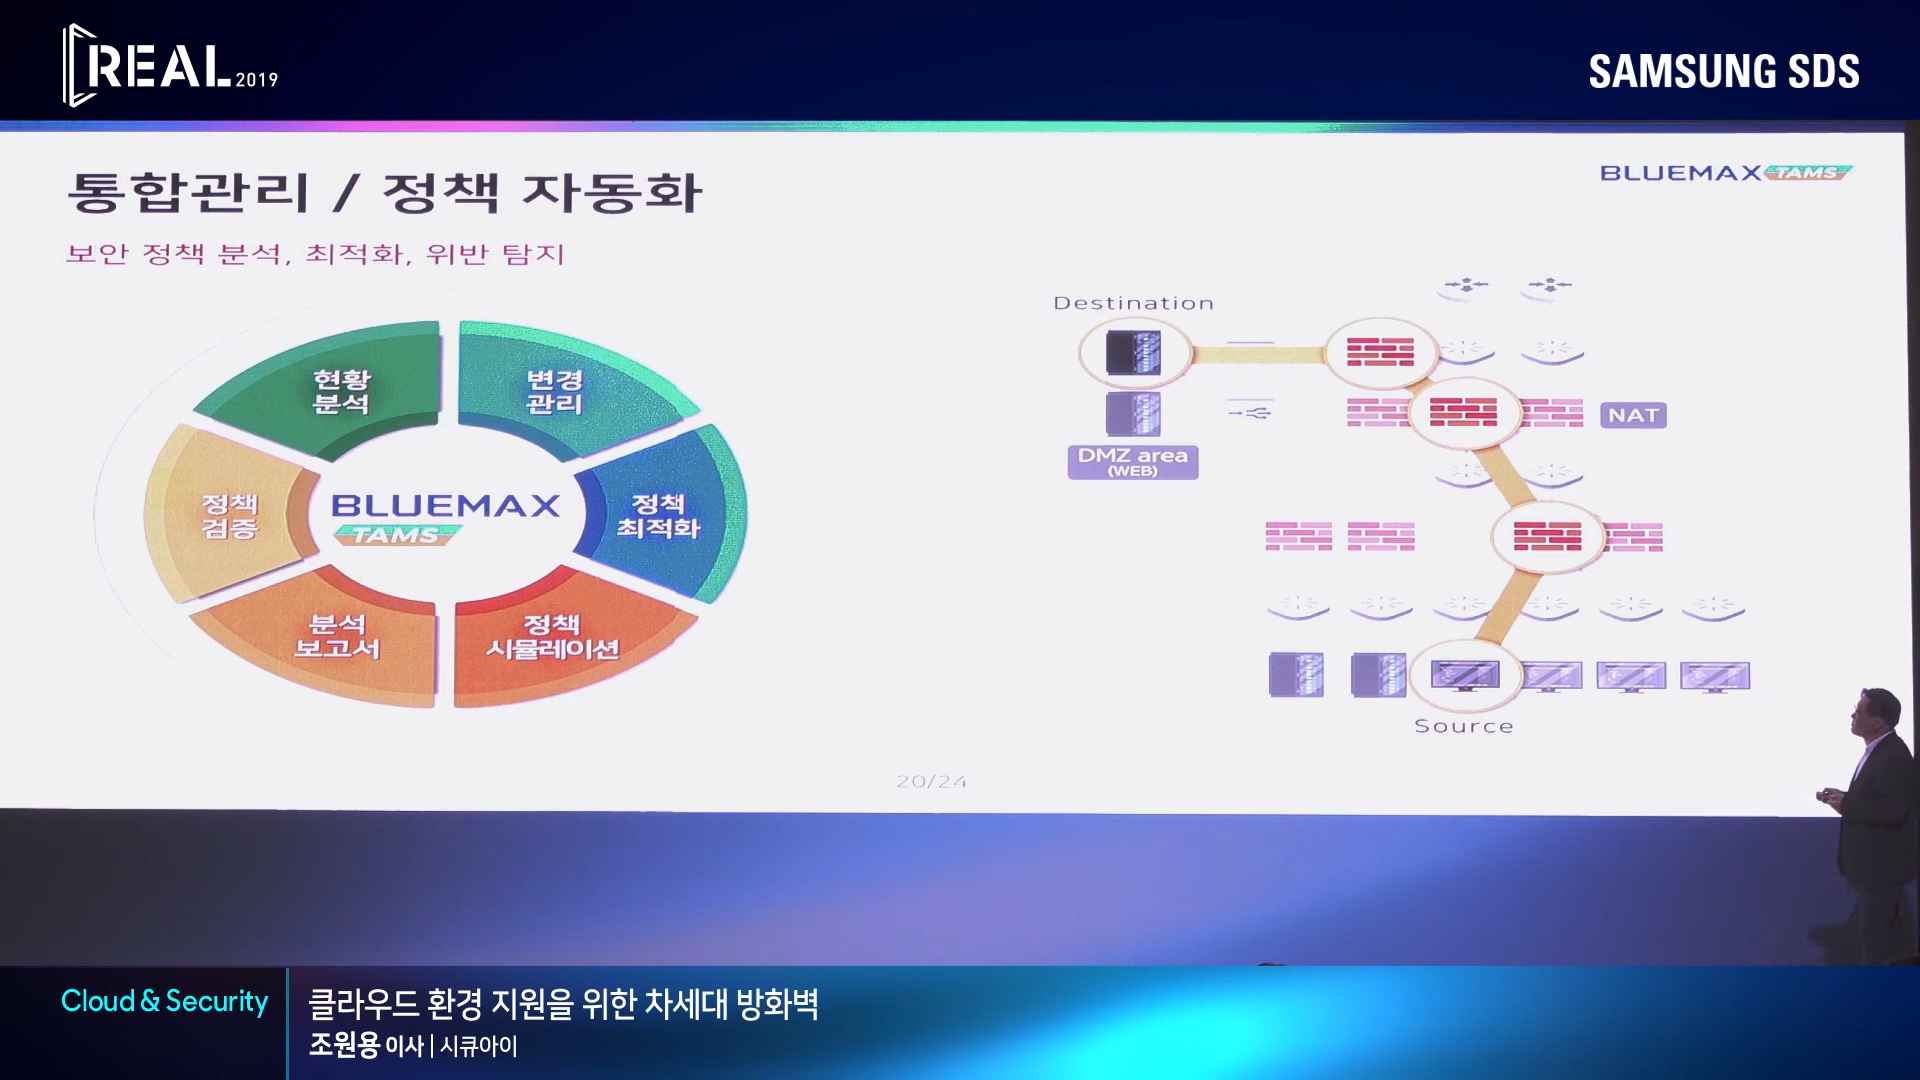 REAL 2019
SAMSUNG SDS
통합관리 / 정책 자동화
BLUEMAX TAMS
보안 정책 분석, 최적화, 위반 탐지
현황
분석
변경
관리
정책
검증
정책
최적화
BLUEMAX
TAMS
분석
보고서
정책
시뮬레이션
Destination
NAT
DMZ area
(WEB)
Source
20/24
Cloud & Security
클라우드 환경 지원을 위한 차세대 방화벽
조원용 이사 | 시큐아이